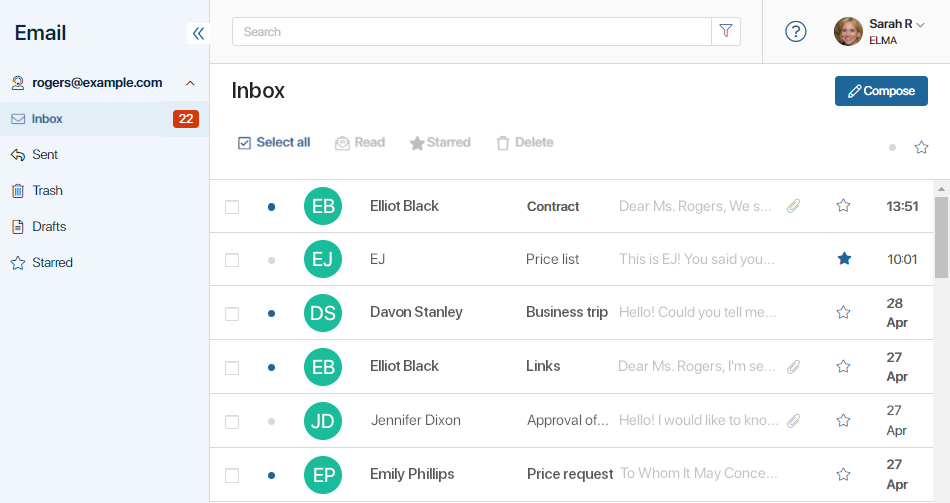 Email
Search
?
Sarah R
ELMA
rogers@example.com
Inbox 22
Sent
Trash
Drafts
Starred
Inbox
Compose
Select all Read Starred Delete
EB Elliot Black Contract Dear Ms. Rogers, We s... 13:51
EJ EJ Price list This is EJ! You said you... 10:01
DS Davon Stanley Business trip Hello! Could you tell me... 28 Apr
EB Elliot Black Links Dear Ms. Rogers, I'm se... 27 Apr
JD Jennifer Dixon Approval of... Hello! I would like to kno... 27 Apr
EP Emily Phillips Price request To Whom It May Conce... 27 Apr